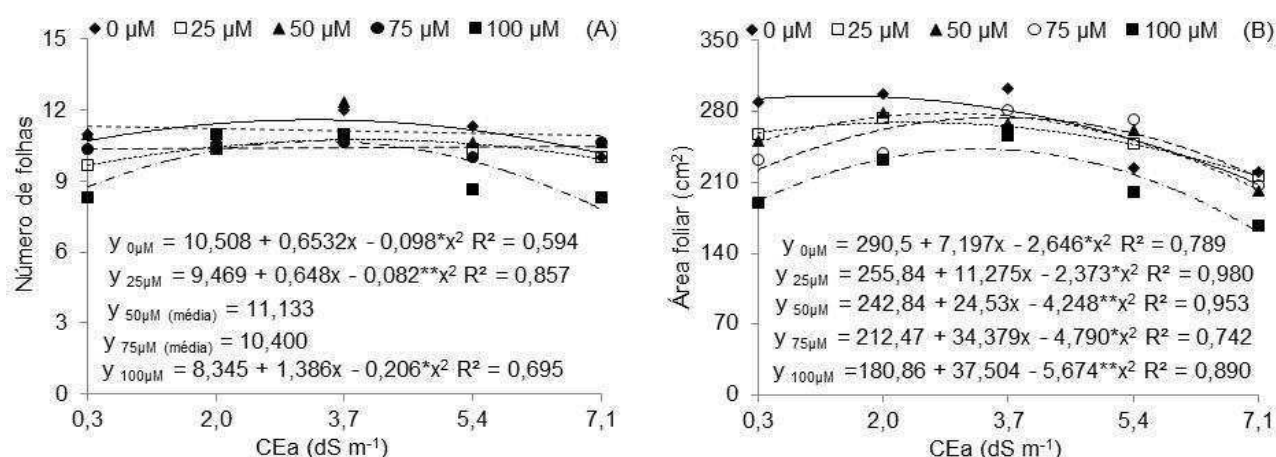 ◆ 0 µM □ 25 µM ▲ 50 µM ● 75 µM ■ 100 µM (A)
Número de folhas
15
12
9
6
3
0
y 0µM = 10,508 + 0,6532x - 0,098*x² R² = 0,594
y 25µM = 9,469 + 0,648x - 0,082**x² R² = 0,857
y 50µM (média) = 11,133
y 75µM (média) = 10,400
y 100µM = 8,345 + 1,386x - 0,206*x² R² = 0,695
0,3 2,0 3,7 5,4 7,1
CEa (dS m⁻¹)
◆ 0 µM □ 25 µM ▲ 50 µM ○ 75 µM ■ 100 µM (B)
Área foliar (cm²)
350
280
210
140
70
0
y 0µM = 290,5 + 7,197x - 2,646*x² R² = 0,789
y 25µM = 255,84 + 11,275x - 2,373*x² R² = 0,980
y 50µM = 242,84 + 24,53x - 4,248**x² R² = 0,953
y 75µM = 212,47 + 34,379x - 4,790*x² R² = 0,742
y 100µM =180,86 + 37,504 - 5,674**x² R² = 0,890
0,3 2,0 3,7 5,4 7,1
CEa (dS m⁻¹)